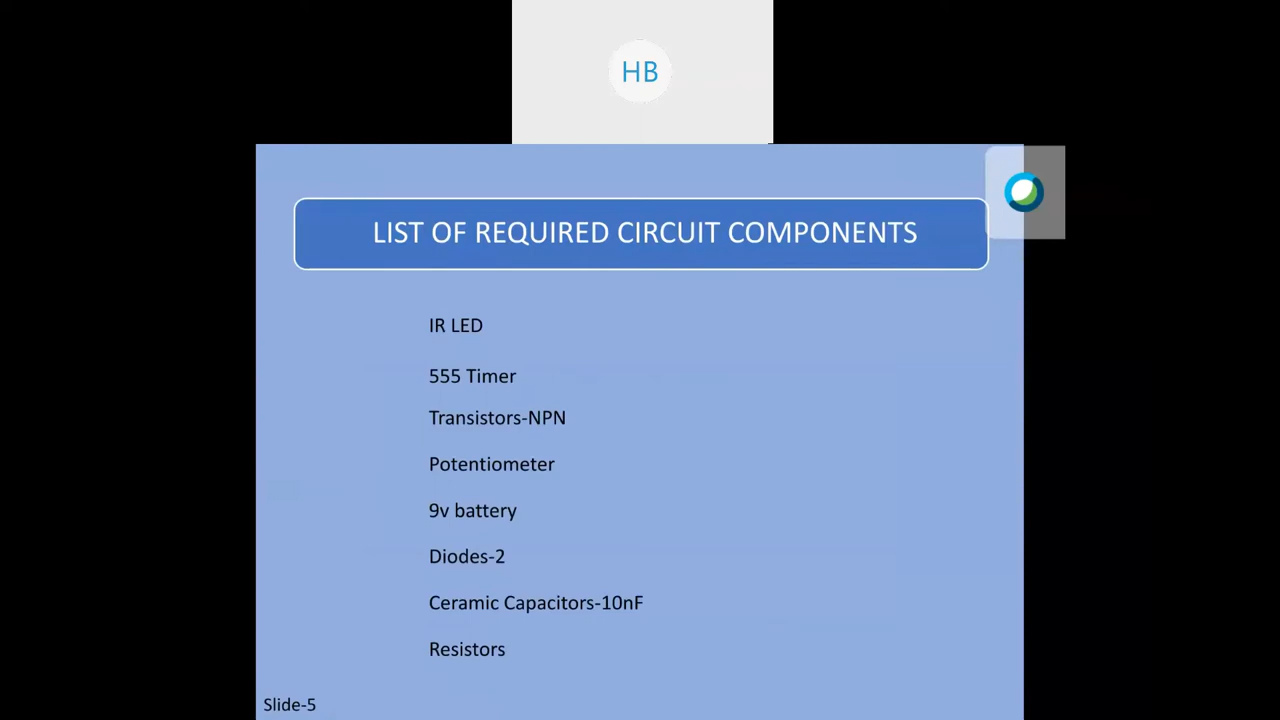 HB
LIST OF REQUIRED CIRCUIT COMPONENTS
IR LED
555 Timer
Transistors-NPN
Potentiometer
9v battery
Diodes-2
Ceramic Capacitors-10nF
Resistors
Slide-5